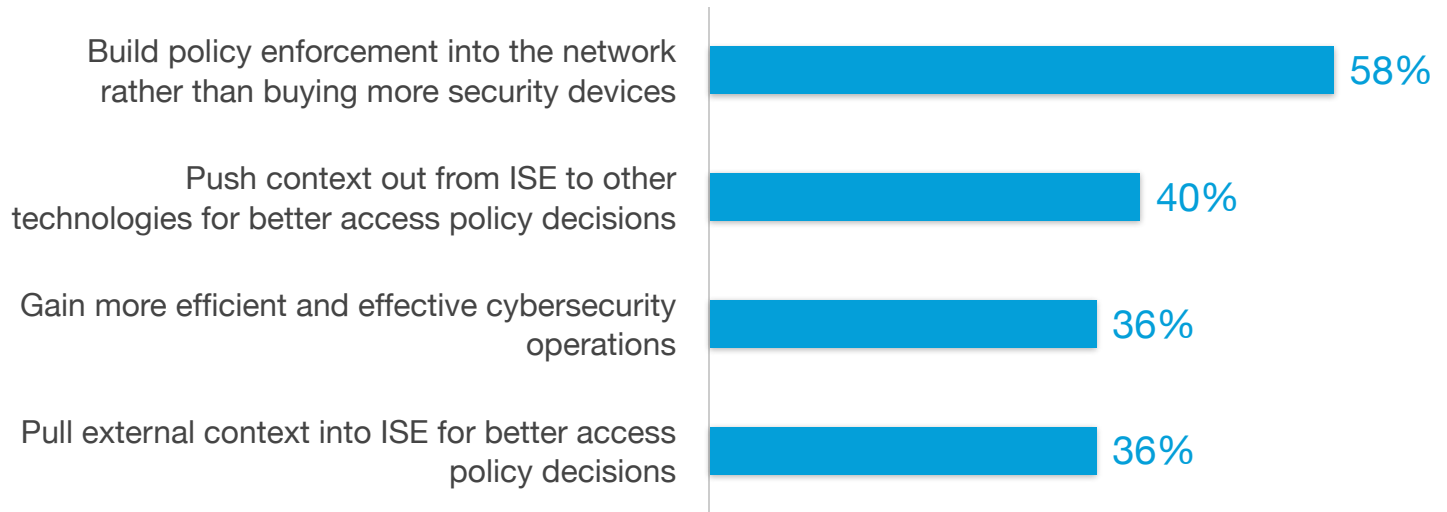 Build policy enforcement into the network
rather than buying more security devices
58%
Push context out from ISE to other
technologies for better access policy decisions
40%
Gain more efficient and effective cybersecurity
operations
36%
Pull external context into ISE for better access
policy decisions
36%